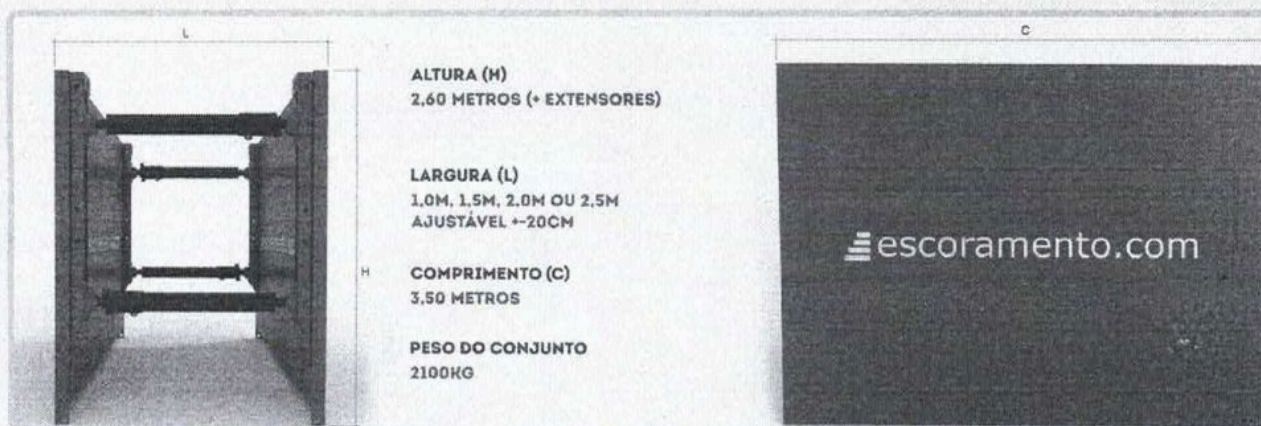 L
ALTURA (H)
2,60 METROS (+ EXTENSORES)
LARGURA (L)
1,0M, 1,5M, 2,0M OU 2,5M
AJUSTÁVEL +-20CM
H
COMPRIMENTO (C)
3,50 METROS
PESO DO CONJUNTO
2100KG
C
escoramento.com